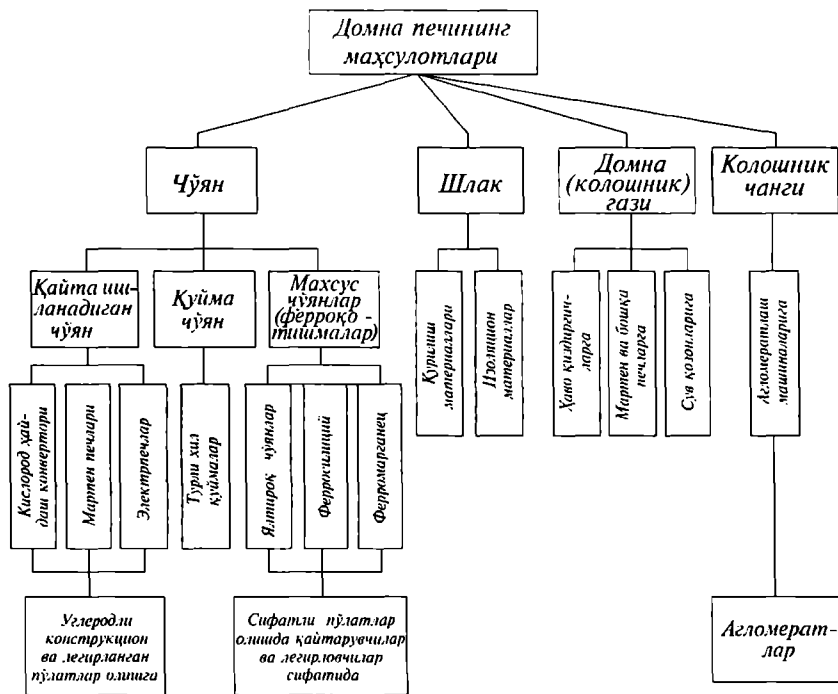 Домна печининг
маҳсулотлари
Чўян
Шлак
Домна
(колошник)
гази
Колошник
чанги
Қайта иш-
ланадиган
чўян
Қуйма
чўян
Махсус
чўянлар
(ферроқо -
тишмалар)
Қурилиш
материаллари
Изоляцион
материаллар
Ҳаво қиздиргич-
ларга
Мартен ва бошқа
печларга
Сув қозонларига
Агломератлаш
машиналарига
Кислород ҳай-
даш конвертори
Мартен печлари
Электрпечлар
Турли хил
қуймалар
Ялтироқ чўянлар
Ферросилиций
Ферромарганец
Углеродли
конструкцион
ва легирланган
пўлатлар олишга
Сифатли пўлатлар
олишда қайтарувчилар
ва легирловчилар
сифатида
Агломерат-
лар